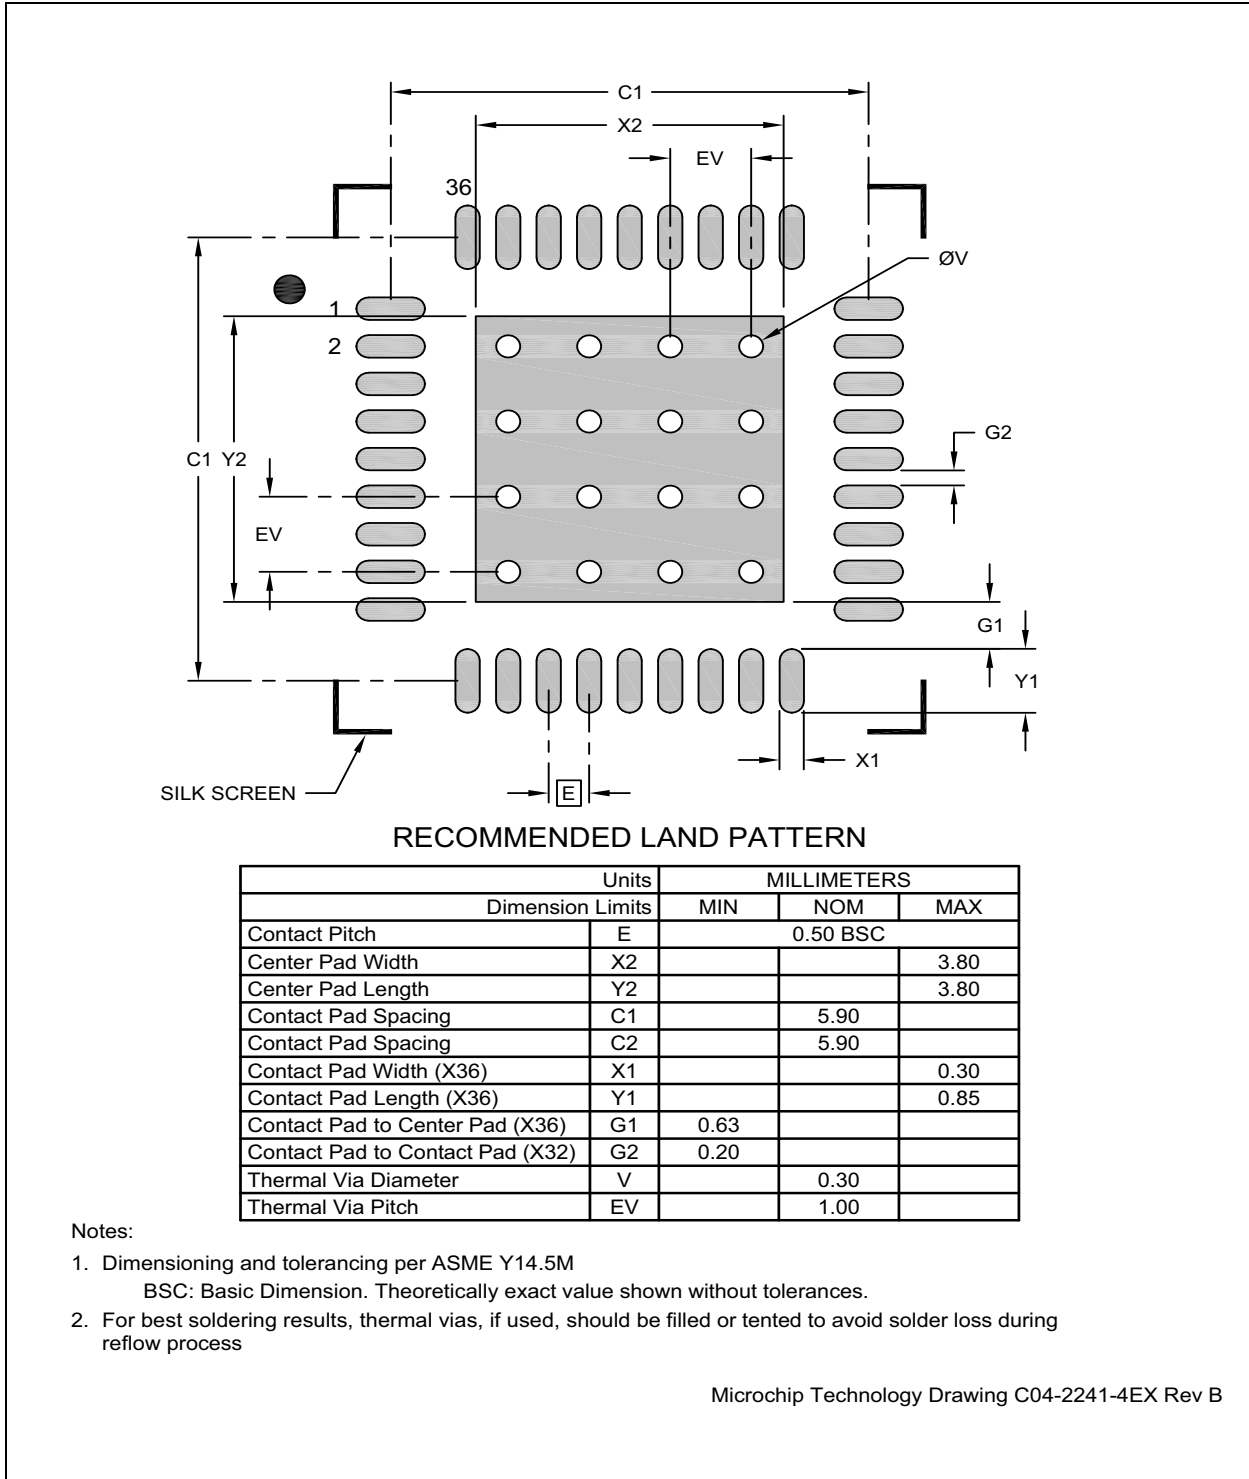 C1
X2
EV
36
ØV
1
2
G2
C1 Y2
EV
G1
Y1
X1
SILK SCREEN
E
RECOMMENDED LAND PATTERN
Units MILLIMETERS
Dimension Limits MIN NOM MAX
Contact Pitch E 0.50 BSC
Center Pad Width X2 3.80
Center Pad Length Y2 3.80
Contact Pad Spacing C1 5.90
Contact Pad Spacing C2 5.90
Contact Pad Width (X36) X1 0.30
Contact Pad Length (X36) Y1 0.85
Contact Pad to Center Pad (X36) G1 0.63
Contact Pad to Contact Pad (X32) G2 0.20
Thermal Via Diameter V 0.30
Thermal Via Pitch EV 1.00
Notes:
1. Dimensioning and tolerancing per ASME Y14.5M
BSC: Basic Dimension. Theoretically exact value shown without tolerances.
2. For best soldering results, thermal vias, if used, should be filled or tented to avoid solder loss during
reflow process
Microchip Technology Drawing C04-2241-4EX Rev B